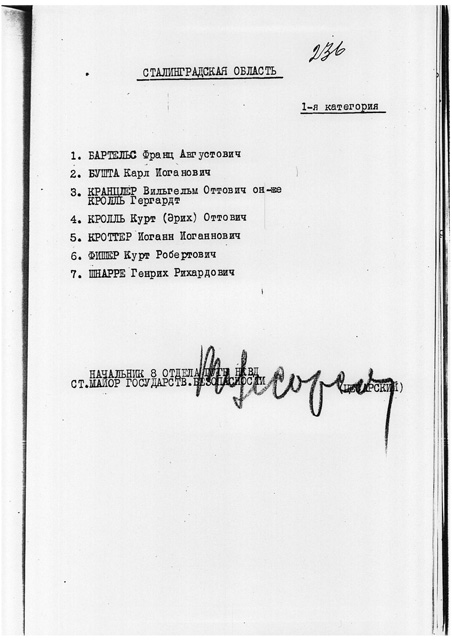 236
СТАЛИНГРАДСКАЯ ОБЛАСТЬ
1-я категория
1. БАРТЕЛЬС Франц Августович
2. БУШТА Карл Иоганович
3. КРАНЦЛЕР Вильгельм Оттович он-же
КРОЛЛЬ Гергардт
4. КРОЛЛЬ Курт (Эрих) Оттович
5. КРОТТЕР Иоганн Иоганнович
6. ФИШЕР Курт Робертович
7. ШНАРРЕ Генрих Рихардович
НАЧАЛЬНИК 8 ОТДЕЛА ГУГБ НКВД
СТ.МАЙОР ГОСУДАРСТВ.БЕЗОПАСНОСТИ (ЦЕСАРСКИЙ)